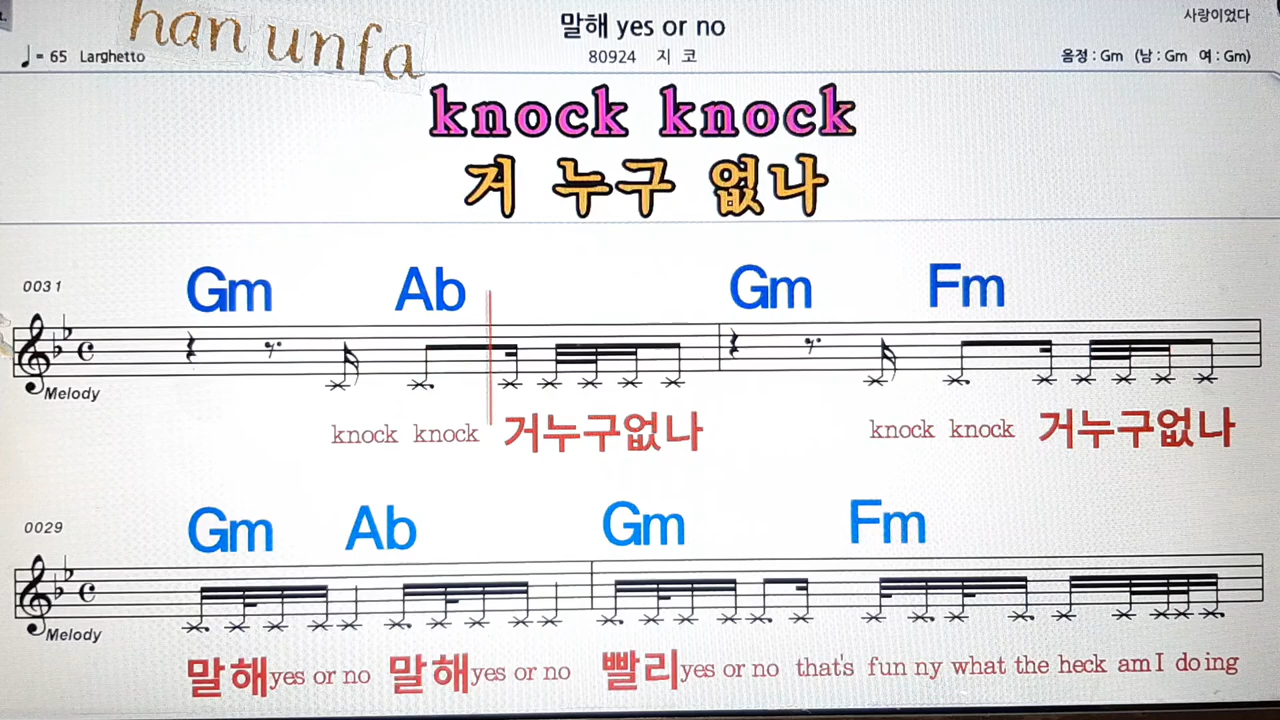 han unfa
말해 yes or no
사랑이었다
♩= 65 Larghetto
80924 지 코
음정 : Gm (남 : Gm 여 : Gm)
knock knock
거 누구 없나
0031
Gm Ab Gm Fm
Melody
knock knock 거누구없나 knock knock 거누구없나
0029
Gm Ab Gm Fm
Melody
말해yes or no 말해yes or no 빨리yes or no that's fun ny what the heck am I do ing